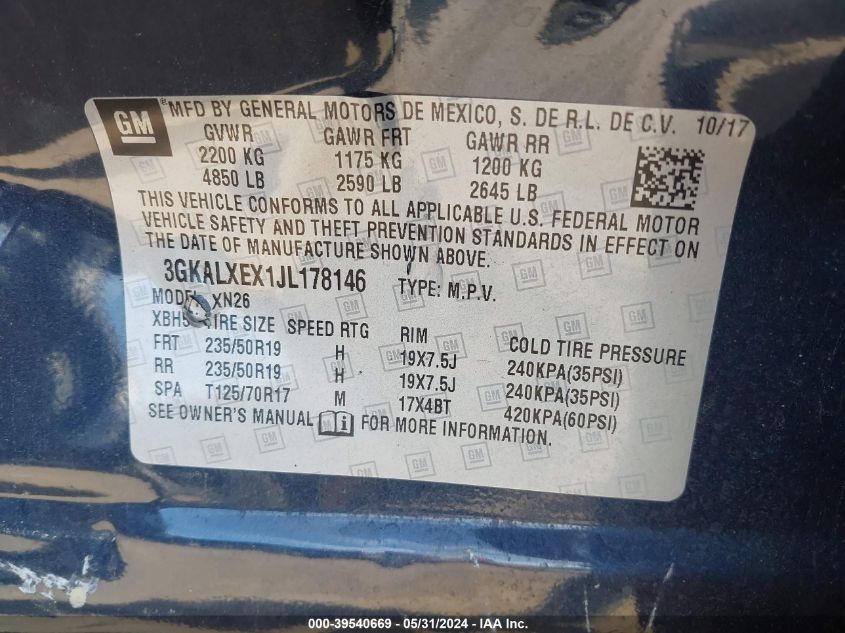 GM ® MFD BY GENERAL MOTORS DE MEXICO, S. DE R.L. DE C.V. 10/17
GVWR GAWR FRT GAWR RR
2200 KG 1175 KG 1200 KG
4850 LB 2590 LB 2645 LB
THIS VEHICLE CONFORMS TO ALL APPLICABLE U.S. FEDERAL MOTOR
VEHICLE SAFETY AND THEFT PREVENTION STANDARDS IN EFFECT ON
THE DATE OF MANUFACTURE SHOWN ABOVE.
3GKALXEX1JL178146 TYPE: M.P.V.
XN26
TIRE SIZE SPEED RTG RIM COLD TIRE PRESSURE
FRT 235/50R19 H 19X7.5J 240KPA(35PSI)
RR 235/50R19 H 19X7.5J 240KPA(35PSI)
SPA T125/70R17 M 17X4BT 420KPA(60PSI)
SEE OWNER'S MANUAL FOR MORE INFORMATION.
000-39540669 - 05/31/2024 - IAA Inc.